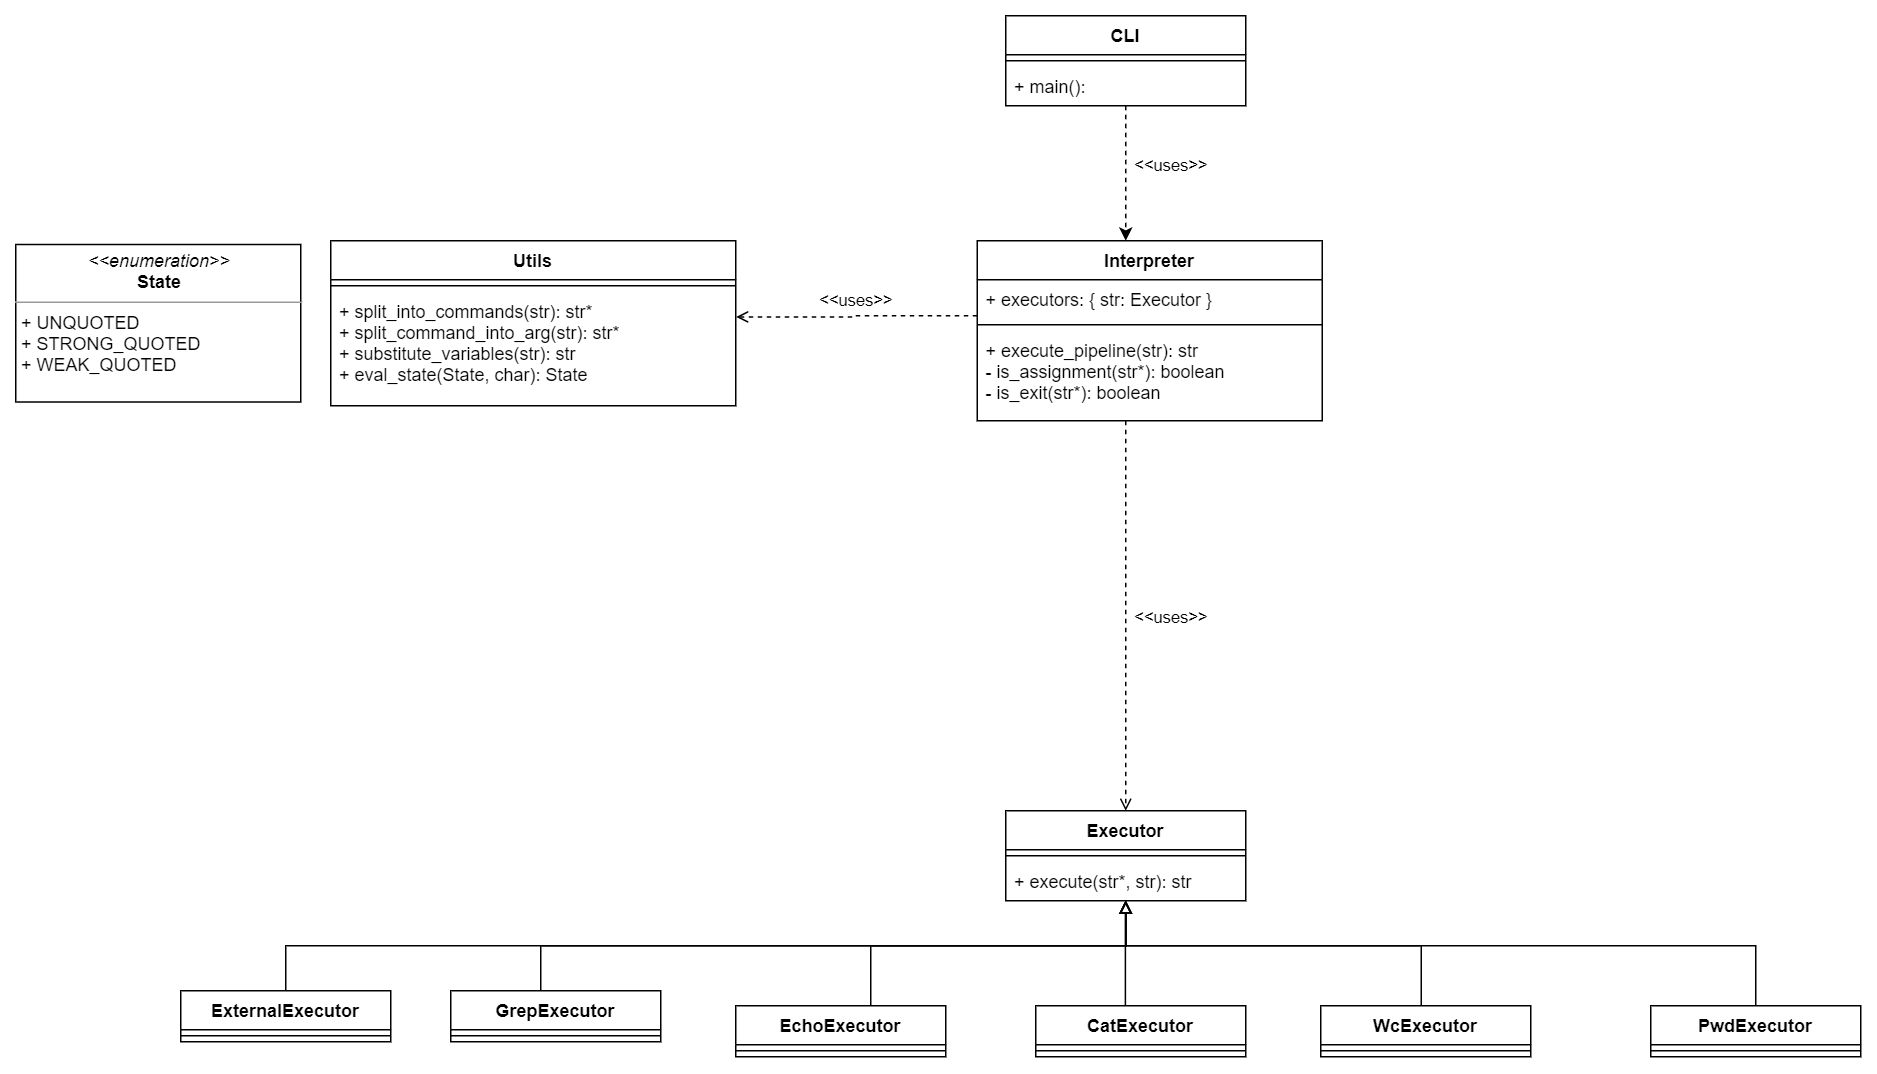 CLI
+ main():
<<uses>>
<<enumeration>>
State
+ UNQUOTED
+ STRONG_QUOTED
+ WEAK_QUOTED
Utils
+ split_into_commands(str): str*
+ split_command_into_arg(str): str*
+ substitute_variables(str): str
+ eval_state(State, char): State
<<uses>>
Interpreter
+ executors: { str: Executor }
+ execute_pipeline(str): str
- is_assignment(str*): boolean
- is_exit(str*): boolean
<<uses>>
Executor
+ execute(str*, str): str
ExternalExecutor
GrepExecutor
EchoExecutor
CatExecutor
WcExecutor
PwdExecutor